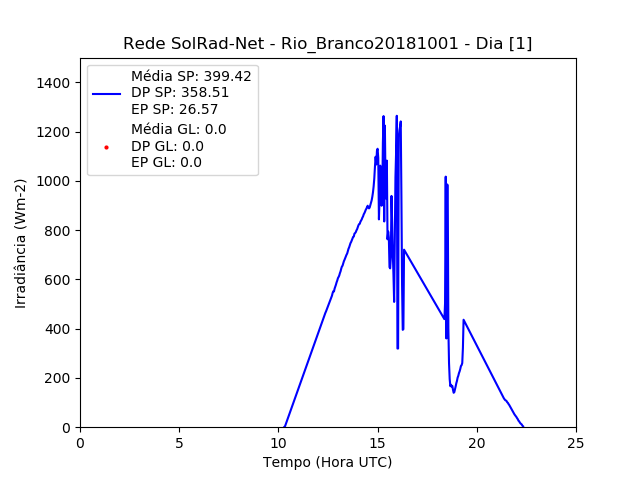 Rede SolRad-Net - Rio_Branco20181001 - Dia [1]
Média SP: 399.42
DP SP: 358.51
EP SP: 26.57
Média GL: 0.0
DP GL: 0.0
EP GL: 0.0
Irradiância (Wm-2)
1400
1200
1000
800
600
400
200
0
0 5 10 15 20 25
Tempo (Hora UTC)